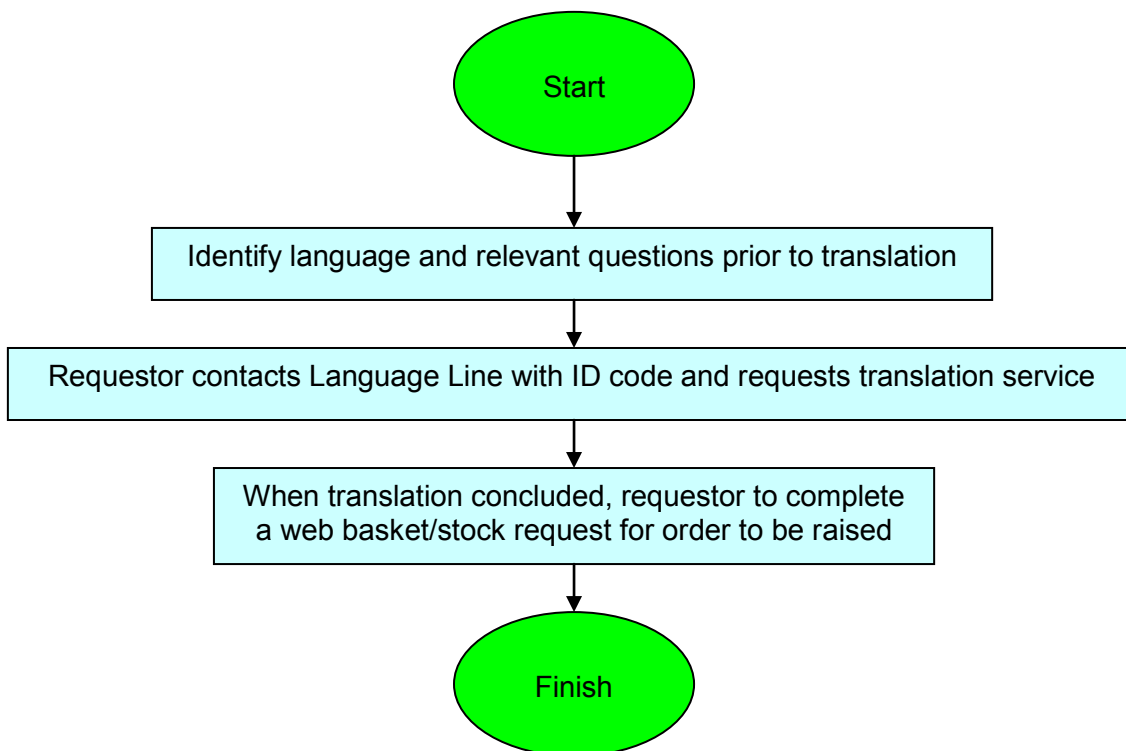 Start
Identify language and relevant questions prior to translation
Requestor contacts Language Line with ID code and requests translation service
When translation concluded, requestor to complete
a web basket/stock request for order to be raised
Finish